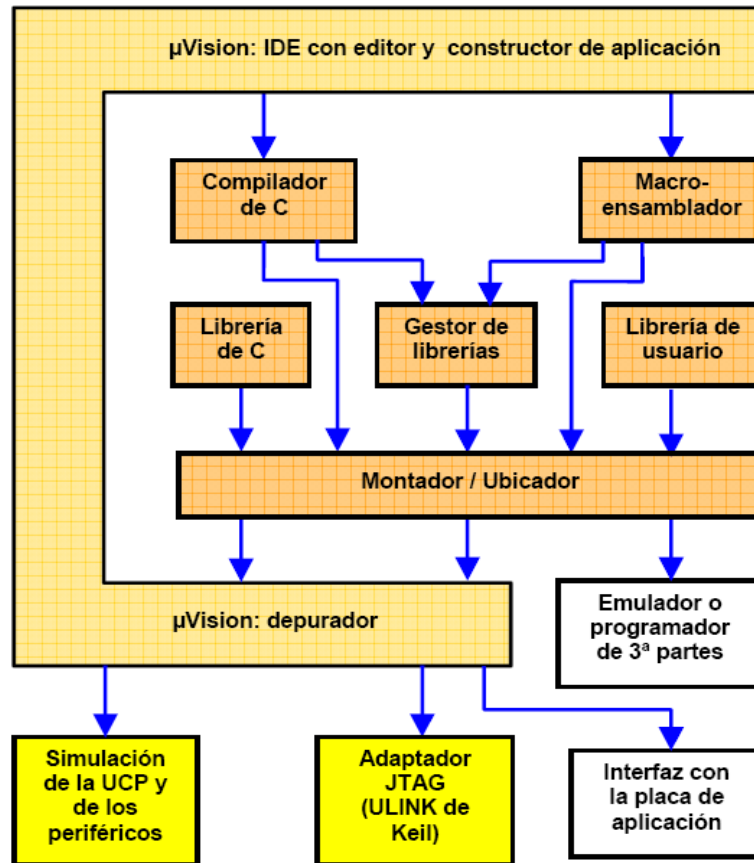 µVision: IDE con editor y constructor de aplicación
Compilador
de C
Macro-
ensamblador
Librería
de C
Gestor de
librerías
Librería de
usuario
Montador / Ubicador
µVision: depurador
Emulador o
programador
de 3ª partes
Simulación
de la UCP y
de los
periféricos
Adaptador
JTAG
(ULINK de
Keil)
Interfaz con
la placa de
aplicación